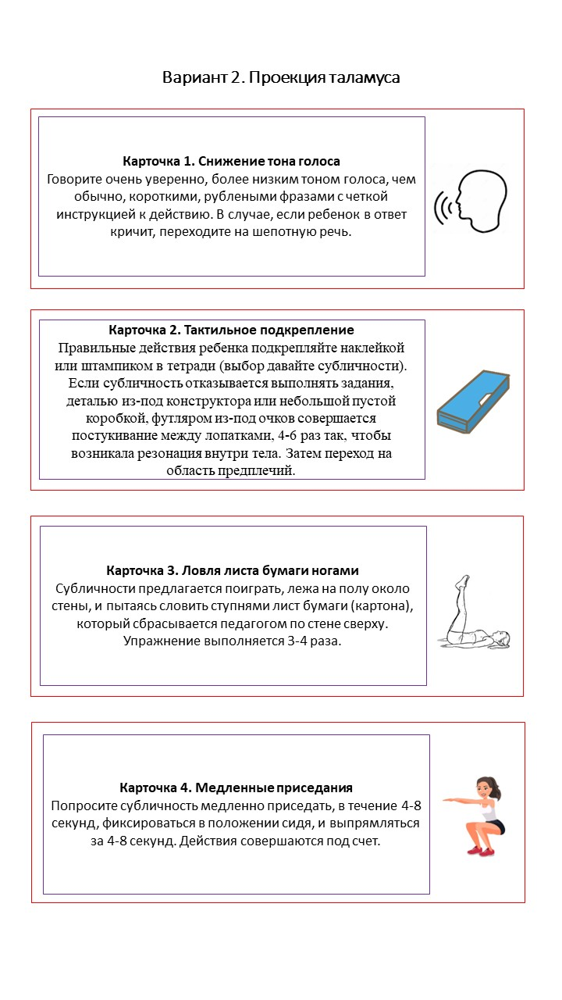 Вариант 2. Проекция таламуса
Карточка 1. Снижение тона голоса
Говорите очень уверенно, более низким тоном голоса, чем
обычно, короткими, рублеными фразами с четкой
инструкцией к действию. В случае, если ребенок в ответ
кричит, переходите на шепотную речь.
Карточка 2. Тактильное подкрепление
Правильные действия ребенка подкрепляйте наклейкой
или штампиком в тетради (выбор давайте субличности).
Если субличность отказывается выполнять задания,
деталью из-под конструктора или небольшой пустой
коробкой, футляром из-под очков совершается
постукивание между лопатками, 4-6 раз так, чтобы
возникала резонация внутри тела. Затем переход на
область предплечий.
Карточка 3. Ловля листа бумаги ногами
Субличности предлагается поиграть, лежа на полу около
стены, и пытаясь словить ступнями лист бумаги (картона),
который сбрасывается педагогом по стене сверху.
Упражнение выполняется 3-4 раза.
Карточка 4. Медленные приседания
Попросите субличность медленно приседать, в течение 4-8
секунд, фиксироваться в положении сидя, и выпрямляться
за 4-8 секунд. Действия совершаются под счет.